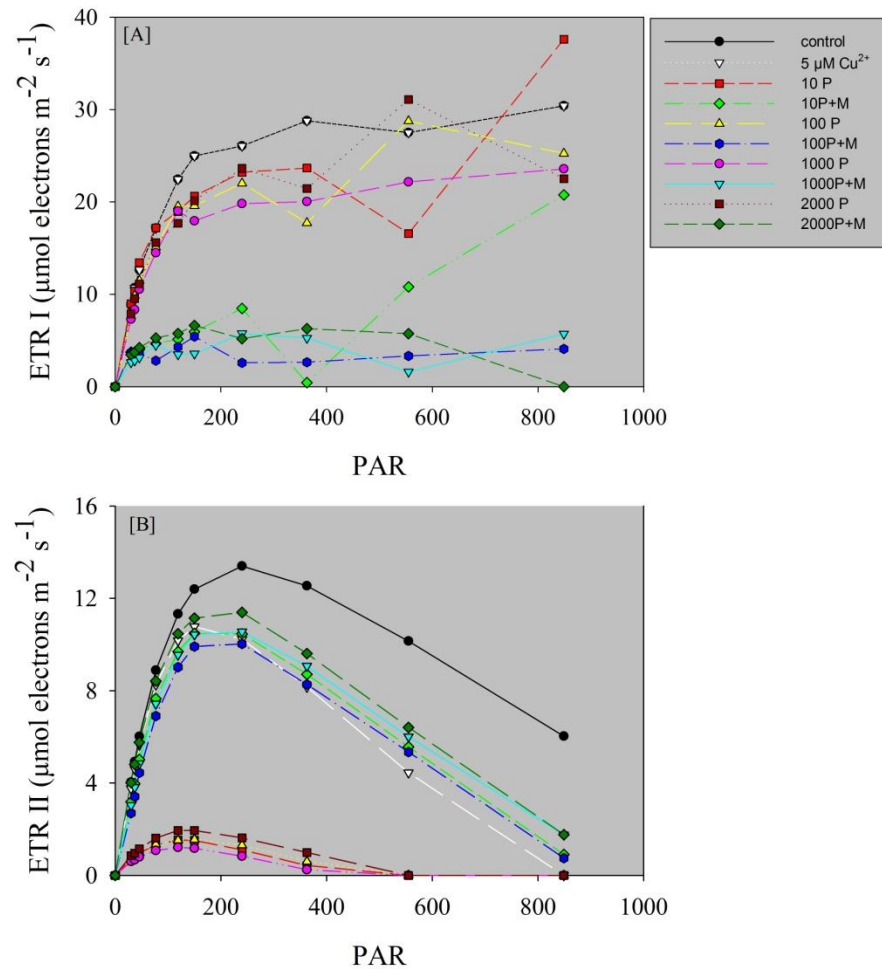 [A]
40
30
20
10
0
ETR I (µmol electrons m⁻² s⁻¹)
0 200 400 600 800 1000
PAR
control
5 µM Cu²⁺
10 P
10P+M
100 P
100P+M
1000 P
1000P+M
2000 P
2000P+M
[B]
16
12
8
4
0
ETR II (µmol electrons m⁻² s⁻¹)
0 200 400 600 800 1000
PAR